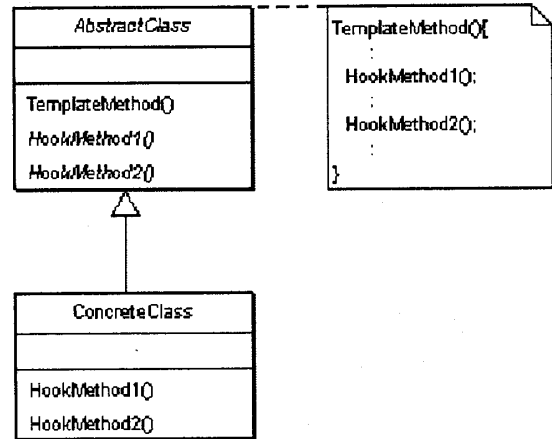 AbstractClass
TemplateMethod()
HookMethod1()
HookMethod2()
TemplateMethod(){
:
HookMethod1();
:
HookMethod2();
:
}
ConcreteClass
HookMethod1()
HookMethod2()